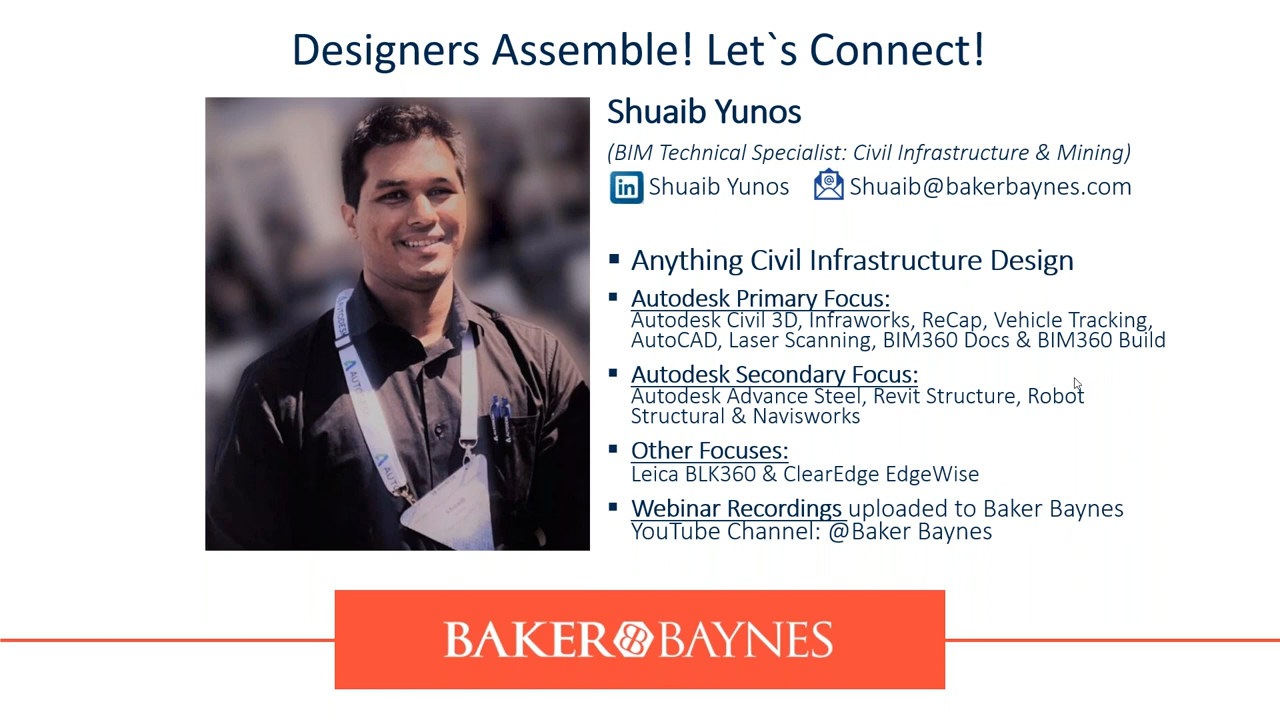 Designers Assemble! Let`s Connect!
Shuaib Yunos
(BIM Technical Specialist: Civil Infrastructure & Mining)
in Shuaib Yunos @ Shuaib@bakerbaynes.com
▪ Anything Civil Infrastructure Design
▪ Autodesk Primary Focus:
Autodesk Civil 3D, Infraworks, ReCap, Vehicle Tracking,
AutoCAD, Laser Scanning, BIM360 Docs & BIM360 Build
▪ Autodesk Secondary Focus:
Autodesk Advance Steel, Revit Structure, Robot
Structural & Navisworks
▪ Other Focuses:
Leica BLK360 & ClearEdge EdgeWise
▪ Webinar Recordings uploaded to Baker Baynes
YouTube Channel: @Baker Baynes
BAKER BAYNES